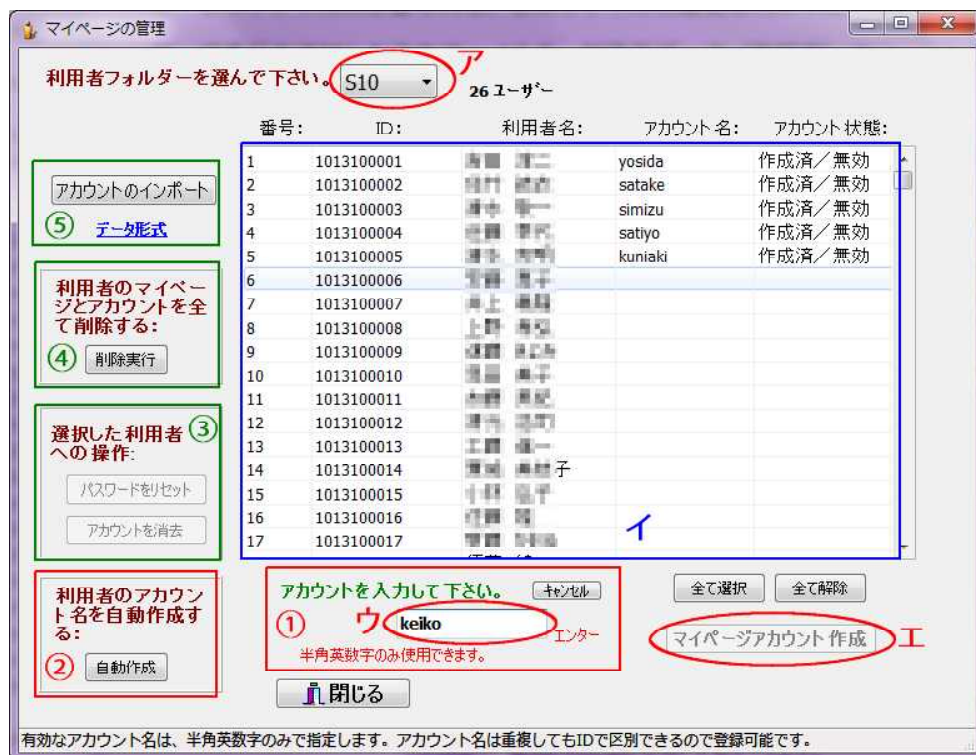 マイページの管理
利用者フォルダーを選んで下さい。 S10 ア 26 ユーザー
番号: ID: 利用者名: アカウント名: アカウント状態:
1 1013100001 yosida 作成済／無効
2 1013100002 satake 作成済／無効
3 1013100003 simizu 作成済／無効
4 1013100004 satiyo 作成済／無効
5 1013100005 kuniaki 作成済／無効
6 1013100006
7 1013100007
8 1013100008
9 1013100009
10 1013100010
11 1013100011
12 1013100012
13 1013100013
14 1013100014 子
15 1013100015
16 1013100016
17 1013100017
イ
アカウントのインポート
⑤ データ形式
利用者のマイペー
ジとアカウントを全
て削除する:
④ 削除実行
選択した利用者 ③
への操作:
パスワードをリセット
アカウントを消去
利用者のアカウン
ト名を自動作成す
る:
② 自動作成
アカウントを入力して下さい。 キャンセル
① ウ keiko エンター
半角英数字のみ使用できます。
全て選択 全て解除
マイページアカウント作成 エ
閉じる
有効なアカウント名は、半角英数字のみで指定します。アカウント名は重複してもIDで区別できるので登録可能です。